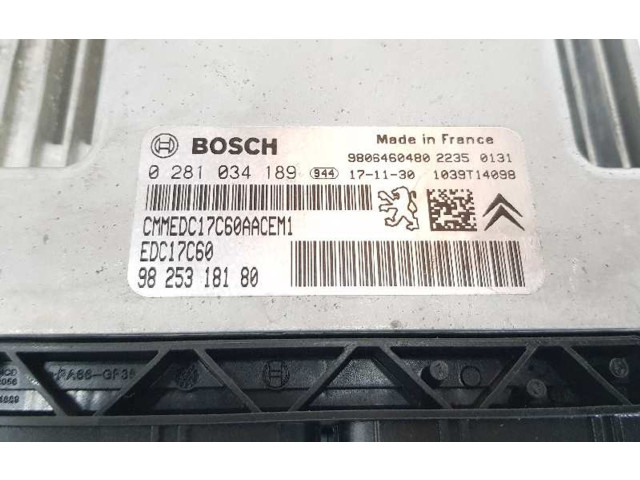 BOSCH
Made in France
9806460480 2235 0131
0 281 034 189 944 17-11-30 1039T14098
CMMEDC17C60AACEM1
EDC17C60
98 253 181 80